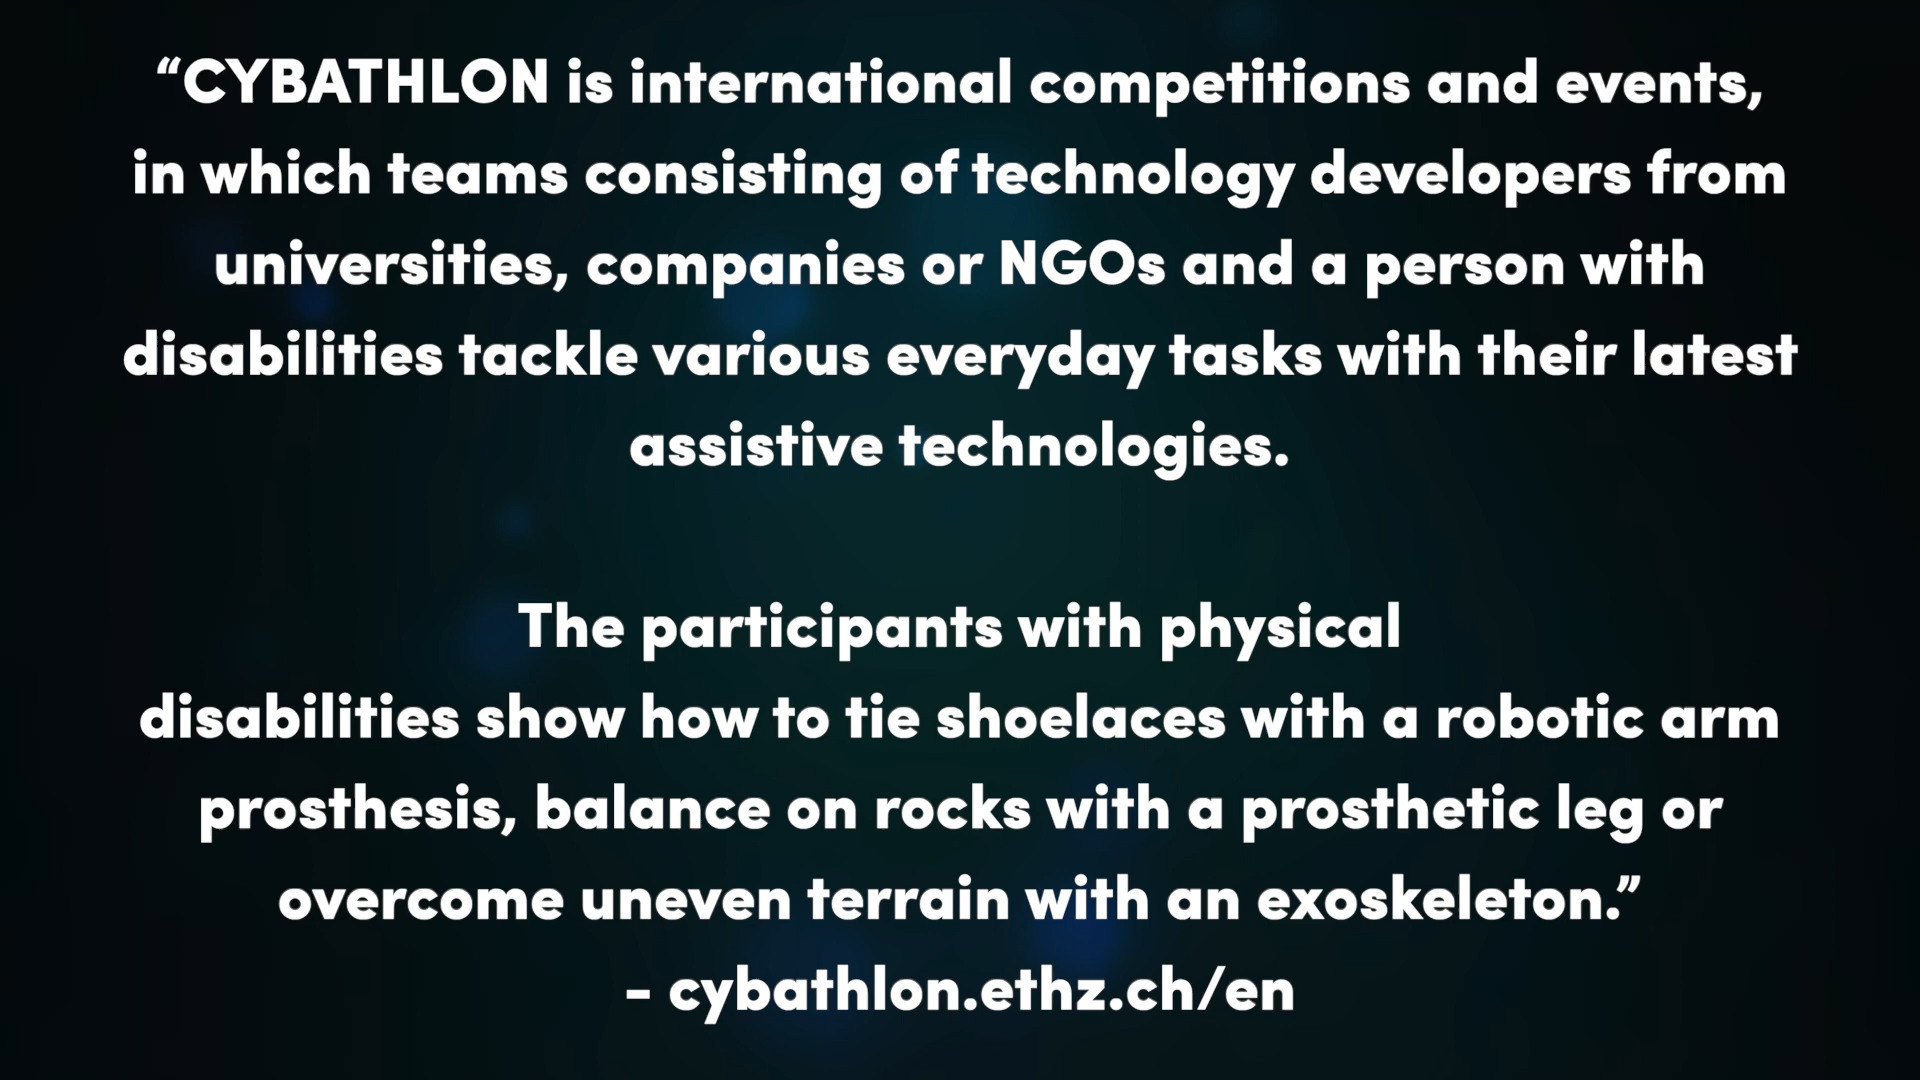 “CYBATHLON is international competitions and events,
in which teams consisting of technology developers from
universities, companies or NGOs and a person with
disabilities tackle various everyday tasks with their latest
assistive technologies.
The participants with physical
disabilities show how to tie shoelaces with a robotic arm
prosthesis, balance on rocks with a prosthetic leg or
overcome uneven terrain with an exoskeleton.”
- cybathlon.ethz.ch/en